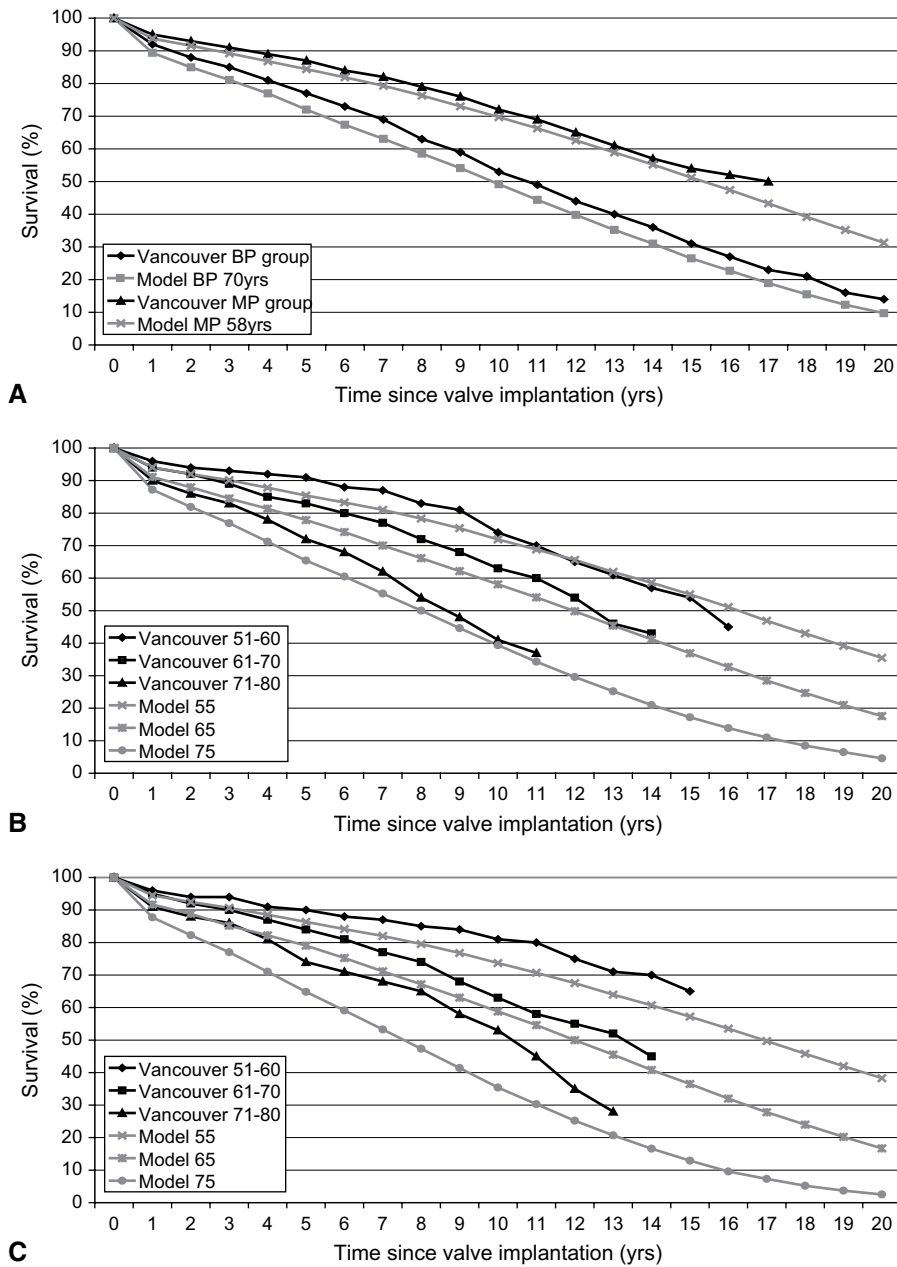 100
90
80
70
60
50
40
30
20
10
0
Survival (%)
Vancouver BP group
Model BP 70yrs
Vancouver MP group
Model MP 58yrs
0 1 2 3 4 5 6 7 8 9 10 11 12 13 14 15 16 17 18 19 20
Time since valve implantation (yrs)
A
100
90
80
70
60
50
40
30
20
10
0
Survival (%)
Vancouver 51-60
Vancouver 61-70
Vancouver 71-80
Model 55
Model 65
Model 75
0 1 2 3 4 5 6 7 8 9 10 11 12 13 14 15 16 17 18 19 20
Time since valve implantation (yrs)
B
100
90
80
70
60
50
40
30
20
10
0
Survival (%)
Vancouver 51-60
Vancouver 61-70
Vancouver 71-80
Model 55
Model 65
Model 75
0 1 2 3 4 5 6 7 8 9 10 11 12 13 14 15 16 17 18 19 20
Time since valve implantation (yrs)
C